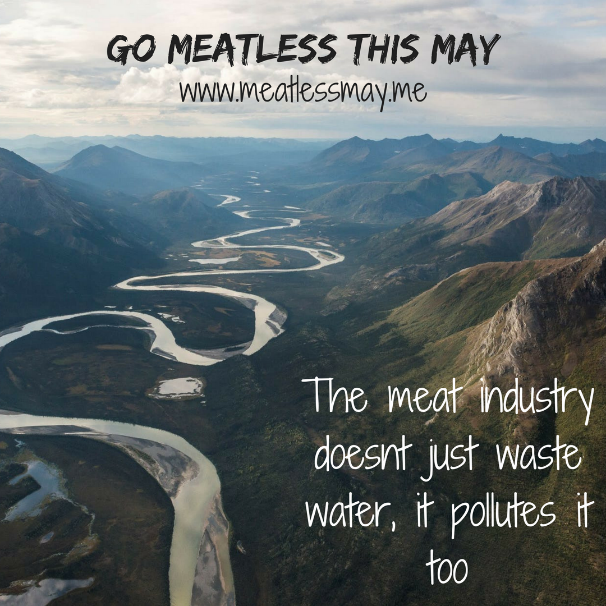 GO MEATLESS THIS MAY
www.meatlessmay.me
The meat industry
doesnt just waste
water, it pollutes it
too